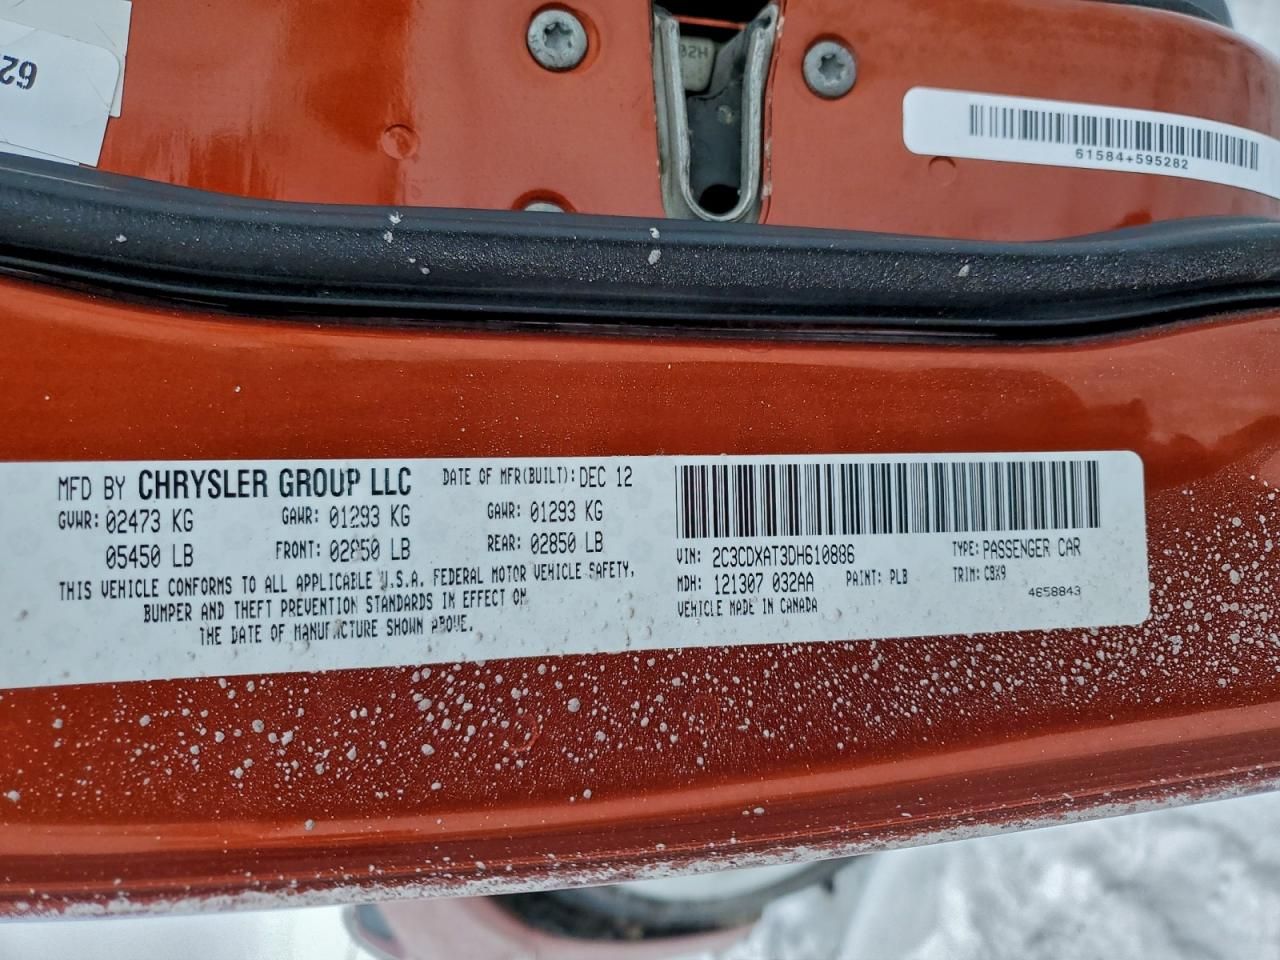 62
02H
61584+595282
MFD BY CHRYSLER GROUP LLC DATE OF MFR(BUILT): DEC 12
GVWR: 02473 KG GAWR: 01293 KG GAWR: 01293 KG
05450 LB FRONT: 02850 LB REAR: 02850 LB
THIS VEHICLE CONFORMS TO ALL APPLICABLE U.S.A. FEDERAL MOTOR VEHICLE SAFETY,
BUMPER AND THEFT PREVENTION STANDARDS IN EFFECT ON
THE DATE OF MANUFACTURE SHOWN ABOVE.
VIN: 2C3CDXAT3DH610886 TYPE: PASSENGER CAR
MDH: 121307 032AA PAINT: PLB TRIM: CBX9
VEHICLE MADE IN CANADA 4658843